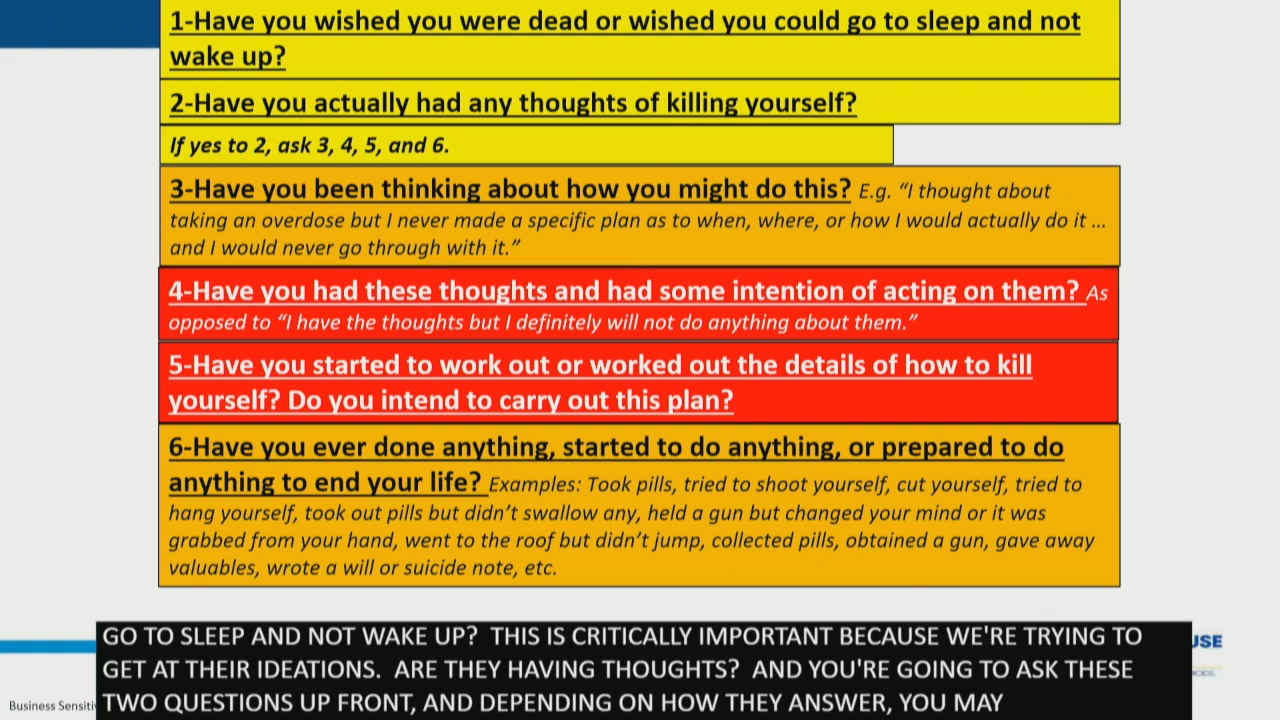 1-Have you wished you were dead or wished you could go to sleep and not
wake up?
2-Have you actually had any thoughts of killing yourself?
If yes to 2, ask 3, 4, 5, and 6.
3-Have you been thinking about how you might do this? E.g. “I thought about
taking an overdose but I never made a specific plan as to when, where, or how I would actually do it …
and I would never go through with it.”
4-Have you had these thoughts and had some intention of acting on them? As
opposed to “I have the thoughts but I definitely will not do anything about them.”
5-Have you started to work out or worked out the details of how to kill
yourself? Do you intend to carry out this plan?
6-Have you ever done anything, started to do anything, or prepared to do
anything to end your life? Examples: Took pills, tried to shoot yourself, cut yourself, tried to
hang yourself, took out pills but didn’t swallow any, held a gun but changed your mind or it was
grabbed from your hand, went to the roof but didn’t jump, collected pills, obtained a gun, gave away
valuables, wrote a will or suicide note, etc.
GO TO SLEEP AND NOT WAKE UP? THIS IS CRITICALLY IMPORTANT BECAUSE WE'RE TRYING TO
GET AT THEIR IDEATIONS. ARE THEY HAVING THOUGHTS? AND YOU'RE GOING TO ASK THESE
TWO QUESTIONS UP FRONT, AND DEPENDING ON HOW THEY ANSWER, YOU MAY
USE
Business Sensiti